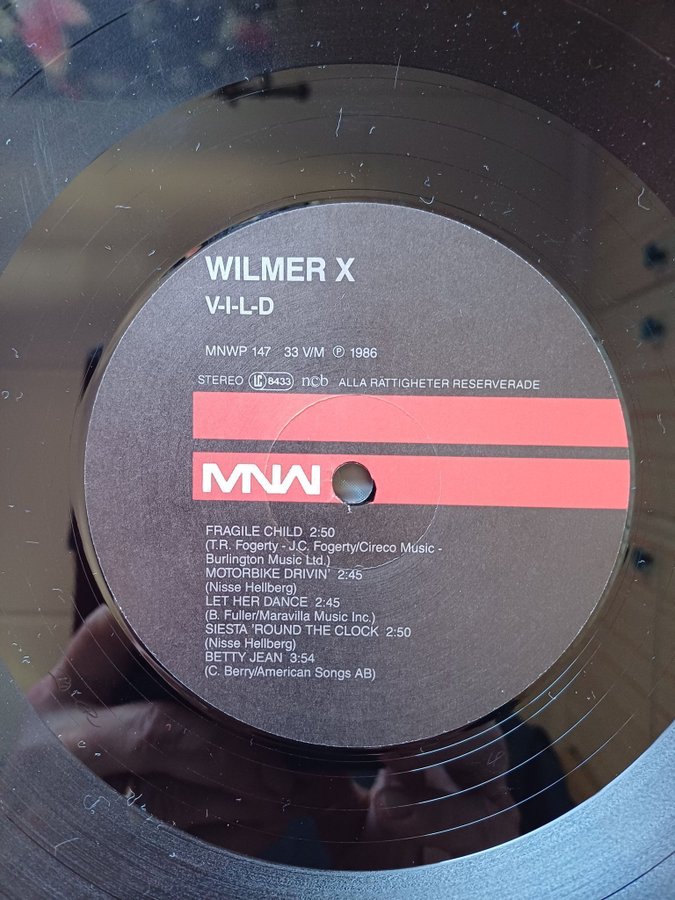 WILMER X
V-I-L-D
MNWP 147 33 V/M ℗ 1986
STEREO LC 8433 ncb ALLA RÄTTIGHETER RESERVERADE
MNW
FRAGILE CHILD 2:50
(T.R. Fogerty - J.C. Fogerty/Cireco Music -
Burlington Music Ltd.)
MOTORBIKE DRIVIN' 2:45
(Nisse Hellberg)
LET HER DANCE 2:45
(B. Fuller/Maravilla Music Inc.)
SIESTA 'ROUND THE CLOCK 2:50
(Nisse Hellberg)
BETTY JEAN 3:54
(C. Berry/American Songs AB)